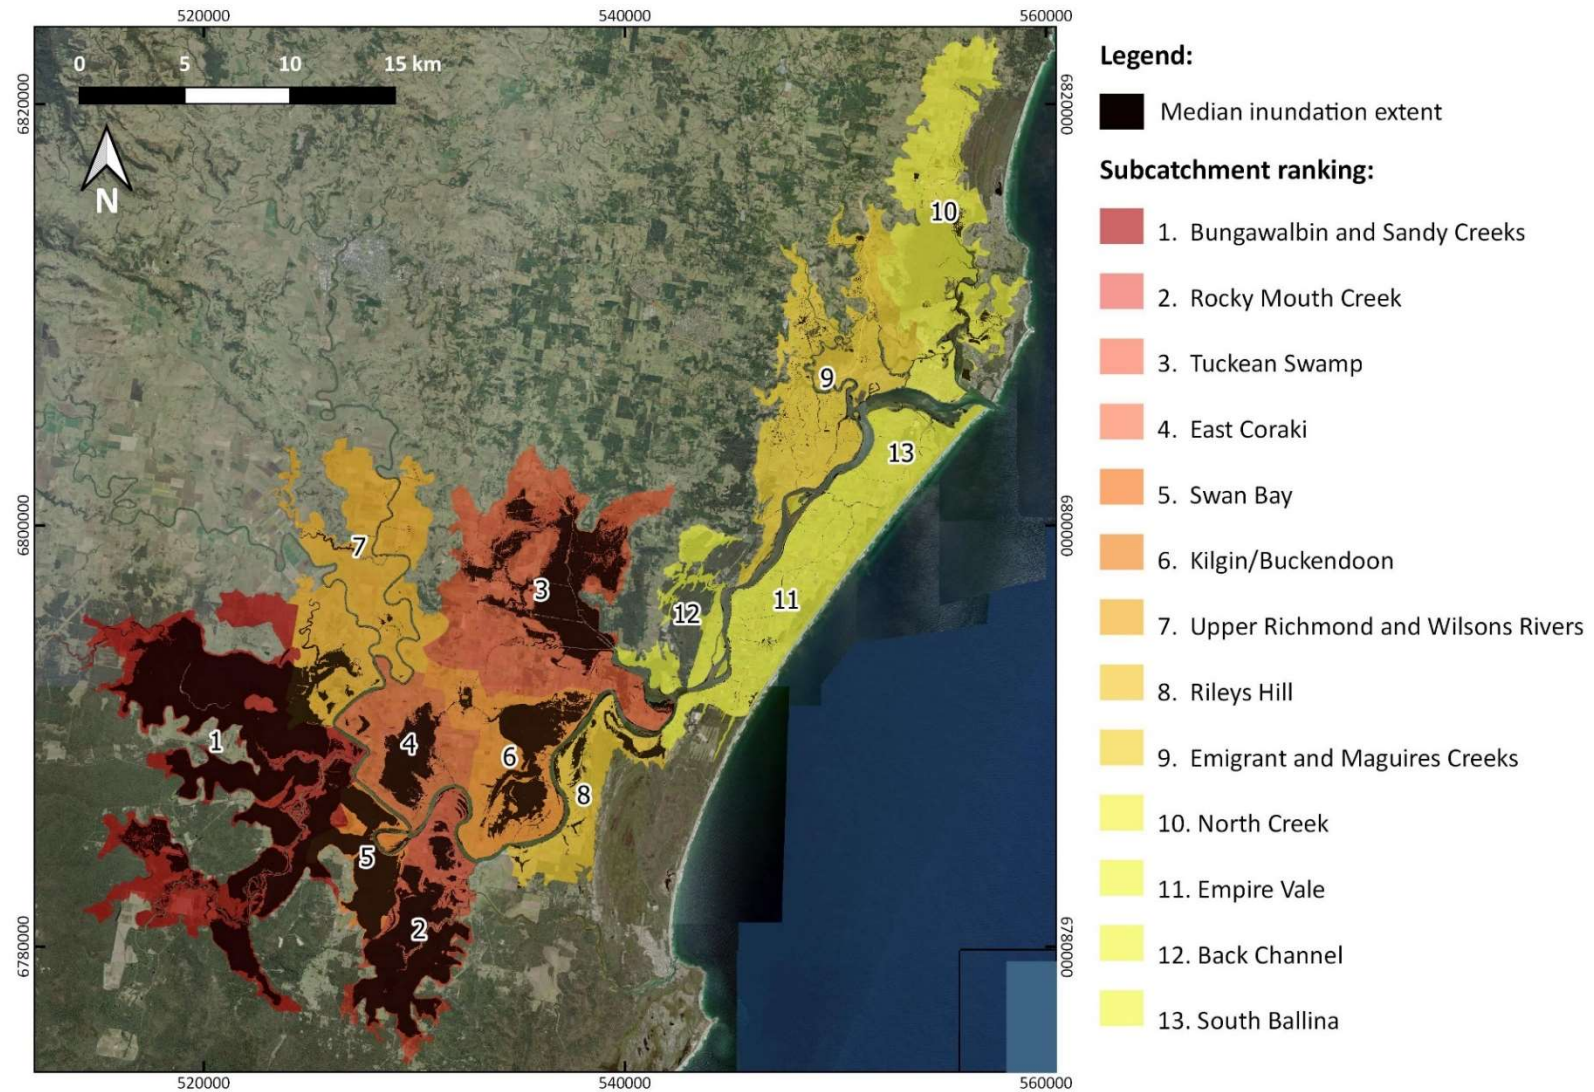 520000
540000
560000
0 5 10 15 km
6820000
6820000
N
Legend:
Median inundation extent
Subcatchment ranking:
1. Bungawalbin and Sandy Creeks
2. Rocky Mouth Creek
3. Tuckean Swamp
4. East Coraki
5. Swan Bay
6. Kilgin/Buckendoon
7. Upper Richmond and Wilsons Rivers
8. Rileys Hill
9. Emigrant and Maguires Creeks
10. North Creek
11. Empire Vale
12. Back Channel
13. South Ballina
10
9
13
6800000
6800000
7
3
11
12
1
4
6
8
5
2
6780000
6780000
520000
540000
560000